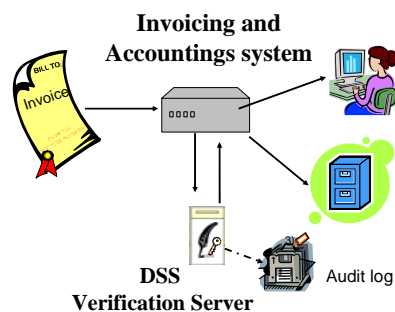 Invoicing and
Accountings system
BILL TO:
Invoice
DSS
Verification Server
Audit log